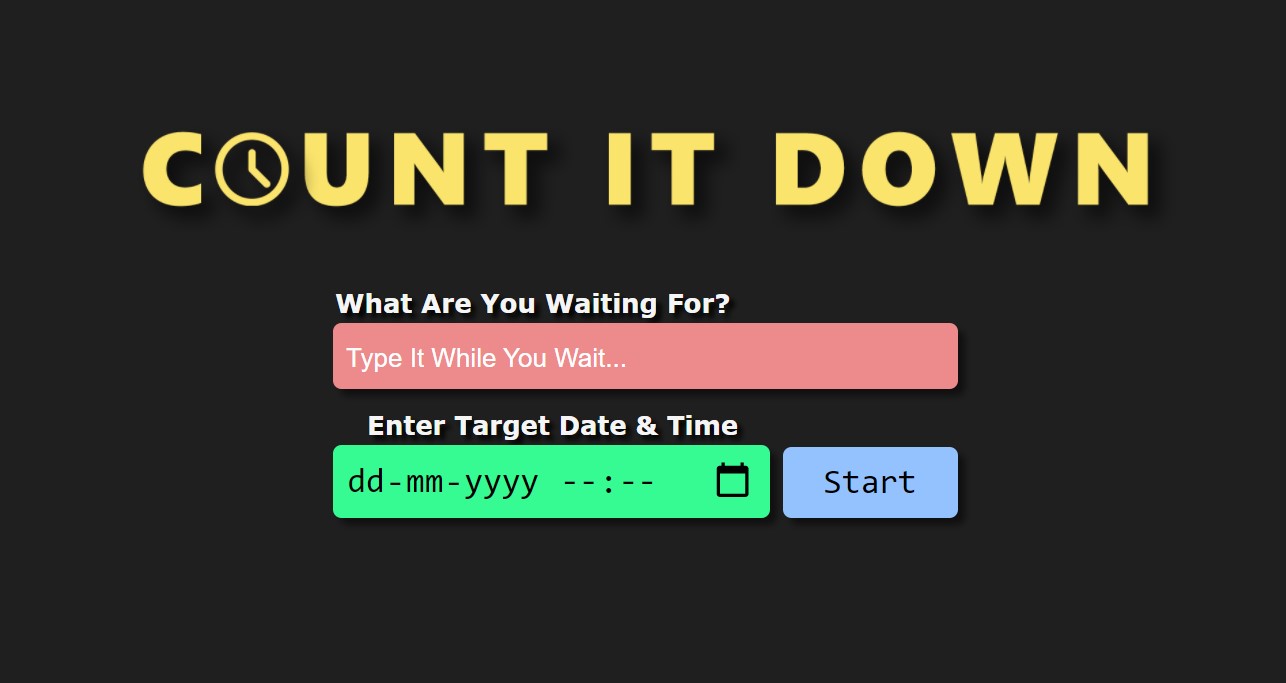 COUNT IT DOWN
What Are You Waiting For?
Type It While You Wait...
Enter Target Date & Time
dd-mm-yyyy --:--
Start